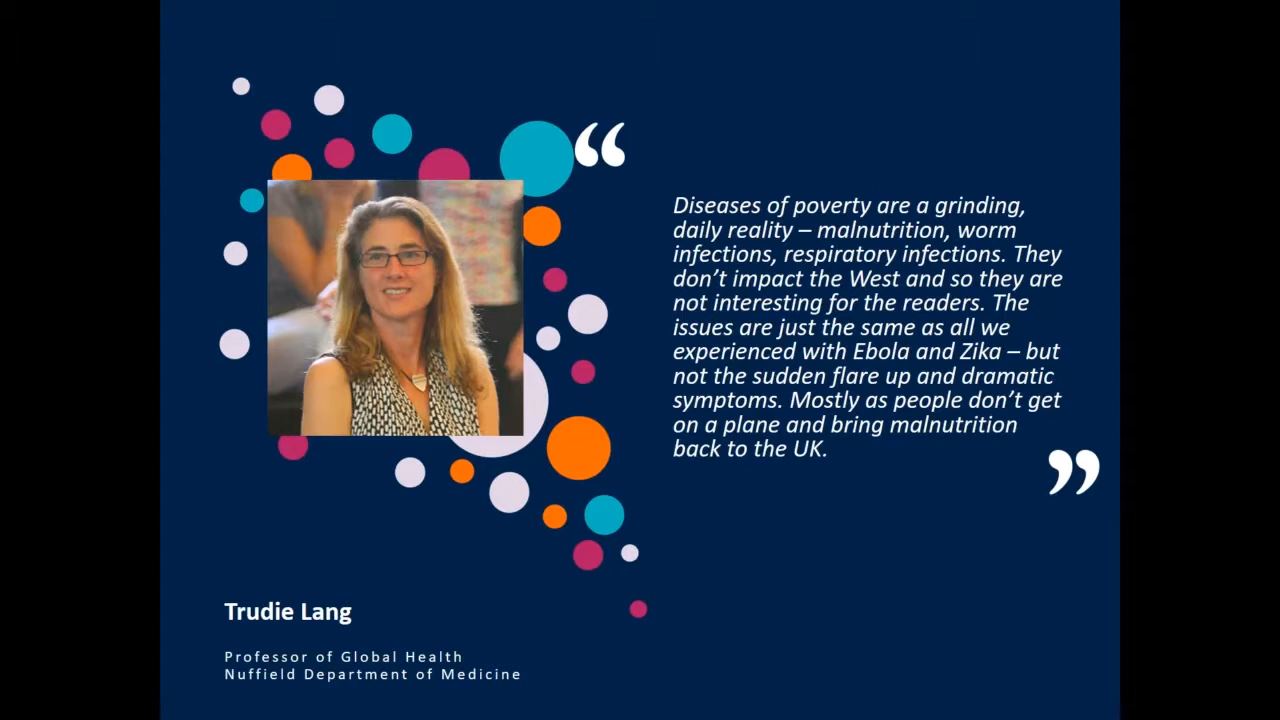 “
Diseases of poverty are a grinding,
daily reality – malnutrition, worm
infections, respiratory infections. They
don’t impact the West and so they are
not interesting for the readers. The
issues are just the same as all we
experienced with Ebola and Zika – but
not the sudden flare up and dramatic
symptoms. Mostly as people don’t get
on a plane and bring malnutrition
back to the UK.
”
Trudie Lang
Professor of Global Health
Nuffield Department of Medicine